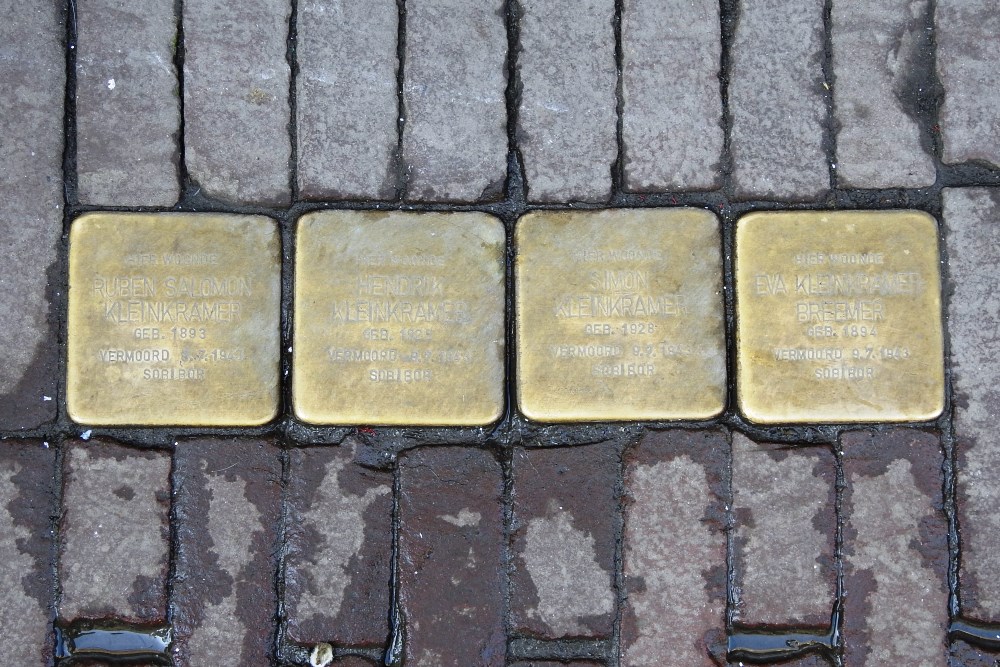 HIER WOONDE
RUBEN SALOMON
KLEINKRAMER
GEB. 1893
VERMOORD 9.7.1943
SOBIBOR
HIER WOONDE
HENDRIK
KLEINKRAMER
GEB.
VERMOORD 9.7.1943
SOBIBOR
HIER WOONDE
SIMON
KLEINKRAMER
GEB. 1928
VERMOORD 9.7.1943
SOBIBOR
HIER WOONDE
EVA KLEINKRAMER
BREEMER
GEB. 1894
VERMOORD 9.7.1943
SOBIBOR